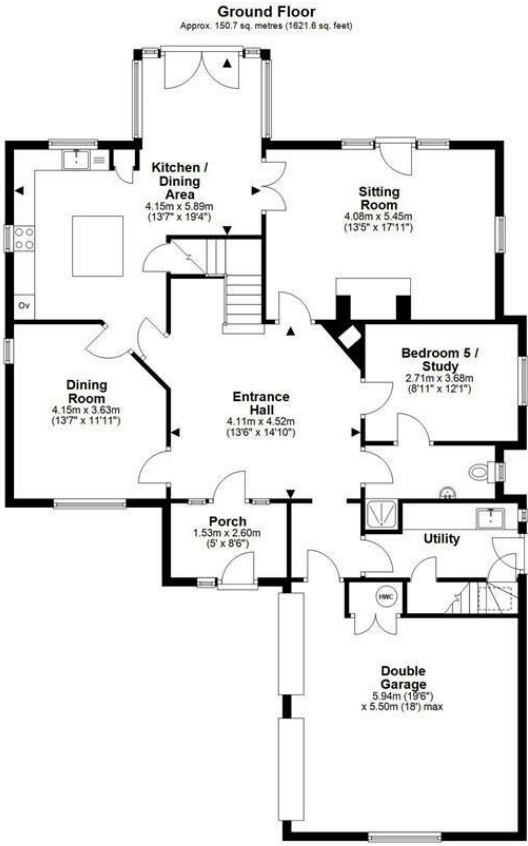 Ground Floor
Approx. 150.7 sq. metres (1621.6 sq. feet)
Kitchen /
Dining
Area
4.15m x 5.89m
(13'7" x 19'4")
Sitting
Room
4.08m x 5.45m
(13'5" x 17'11")
Ov
Dining
Room
4.15m x 3.63m
(13'7" x 11'11")
Entrance
Hall
4.11m x 4.52m
(13'6" x 14'10")
Bedroom 5 /
Study
2.71m x 3.68m
(8'11" x 12'1")
Porch
1.53m x 2.60m
(5' x 8'6")
Utility
HWC
Double
Garage
5.94m (19'6")
x 5.50m (18') max